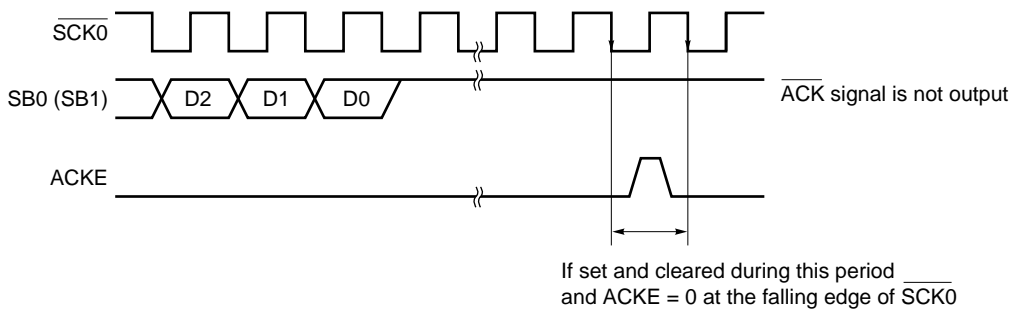 SCK0
SB0 (SB1) D2 D1 D0 ACK signal is not output
ACKE
If set and cleared during this period
and ACKE = 0 at the falling edge of SCK0